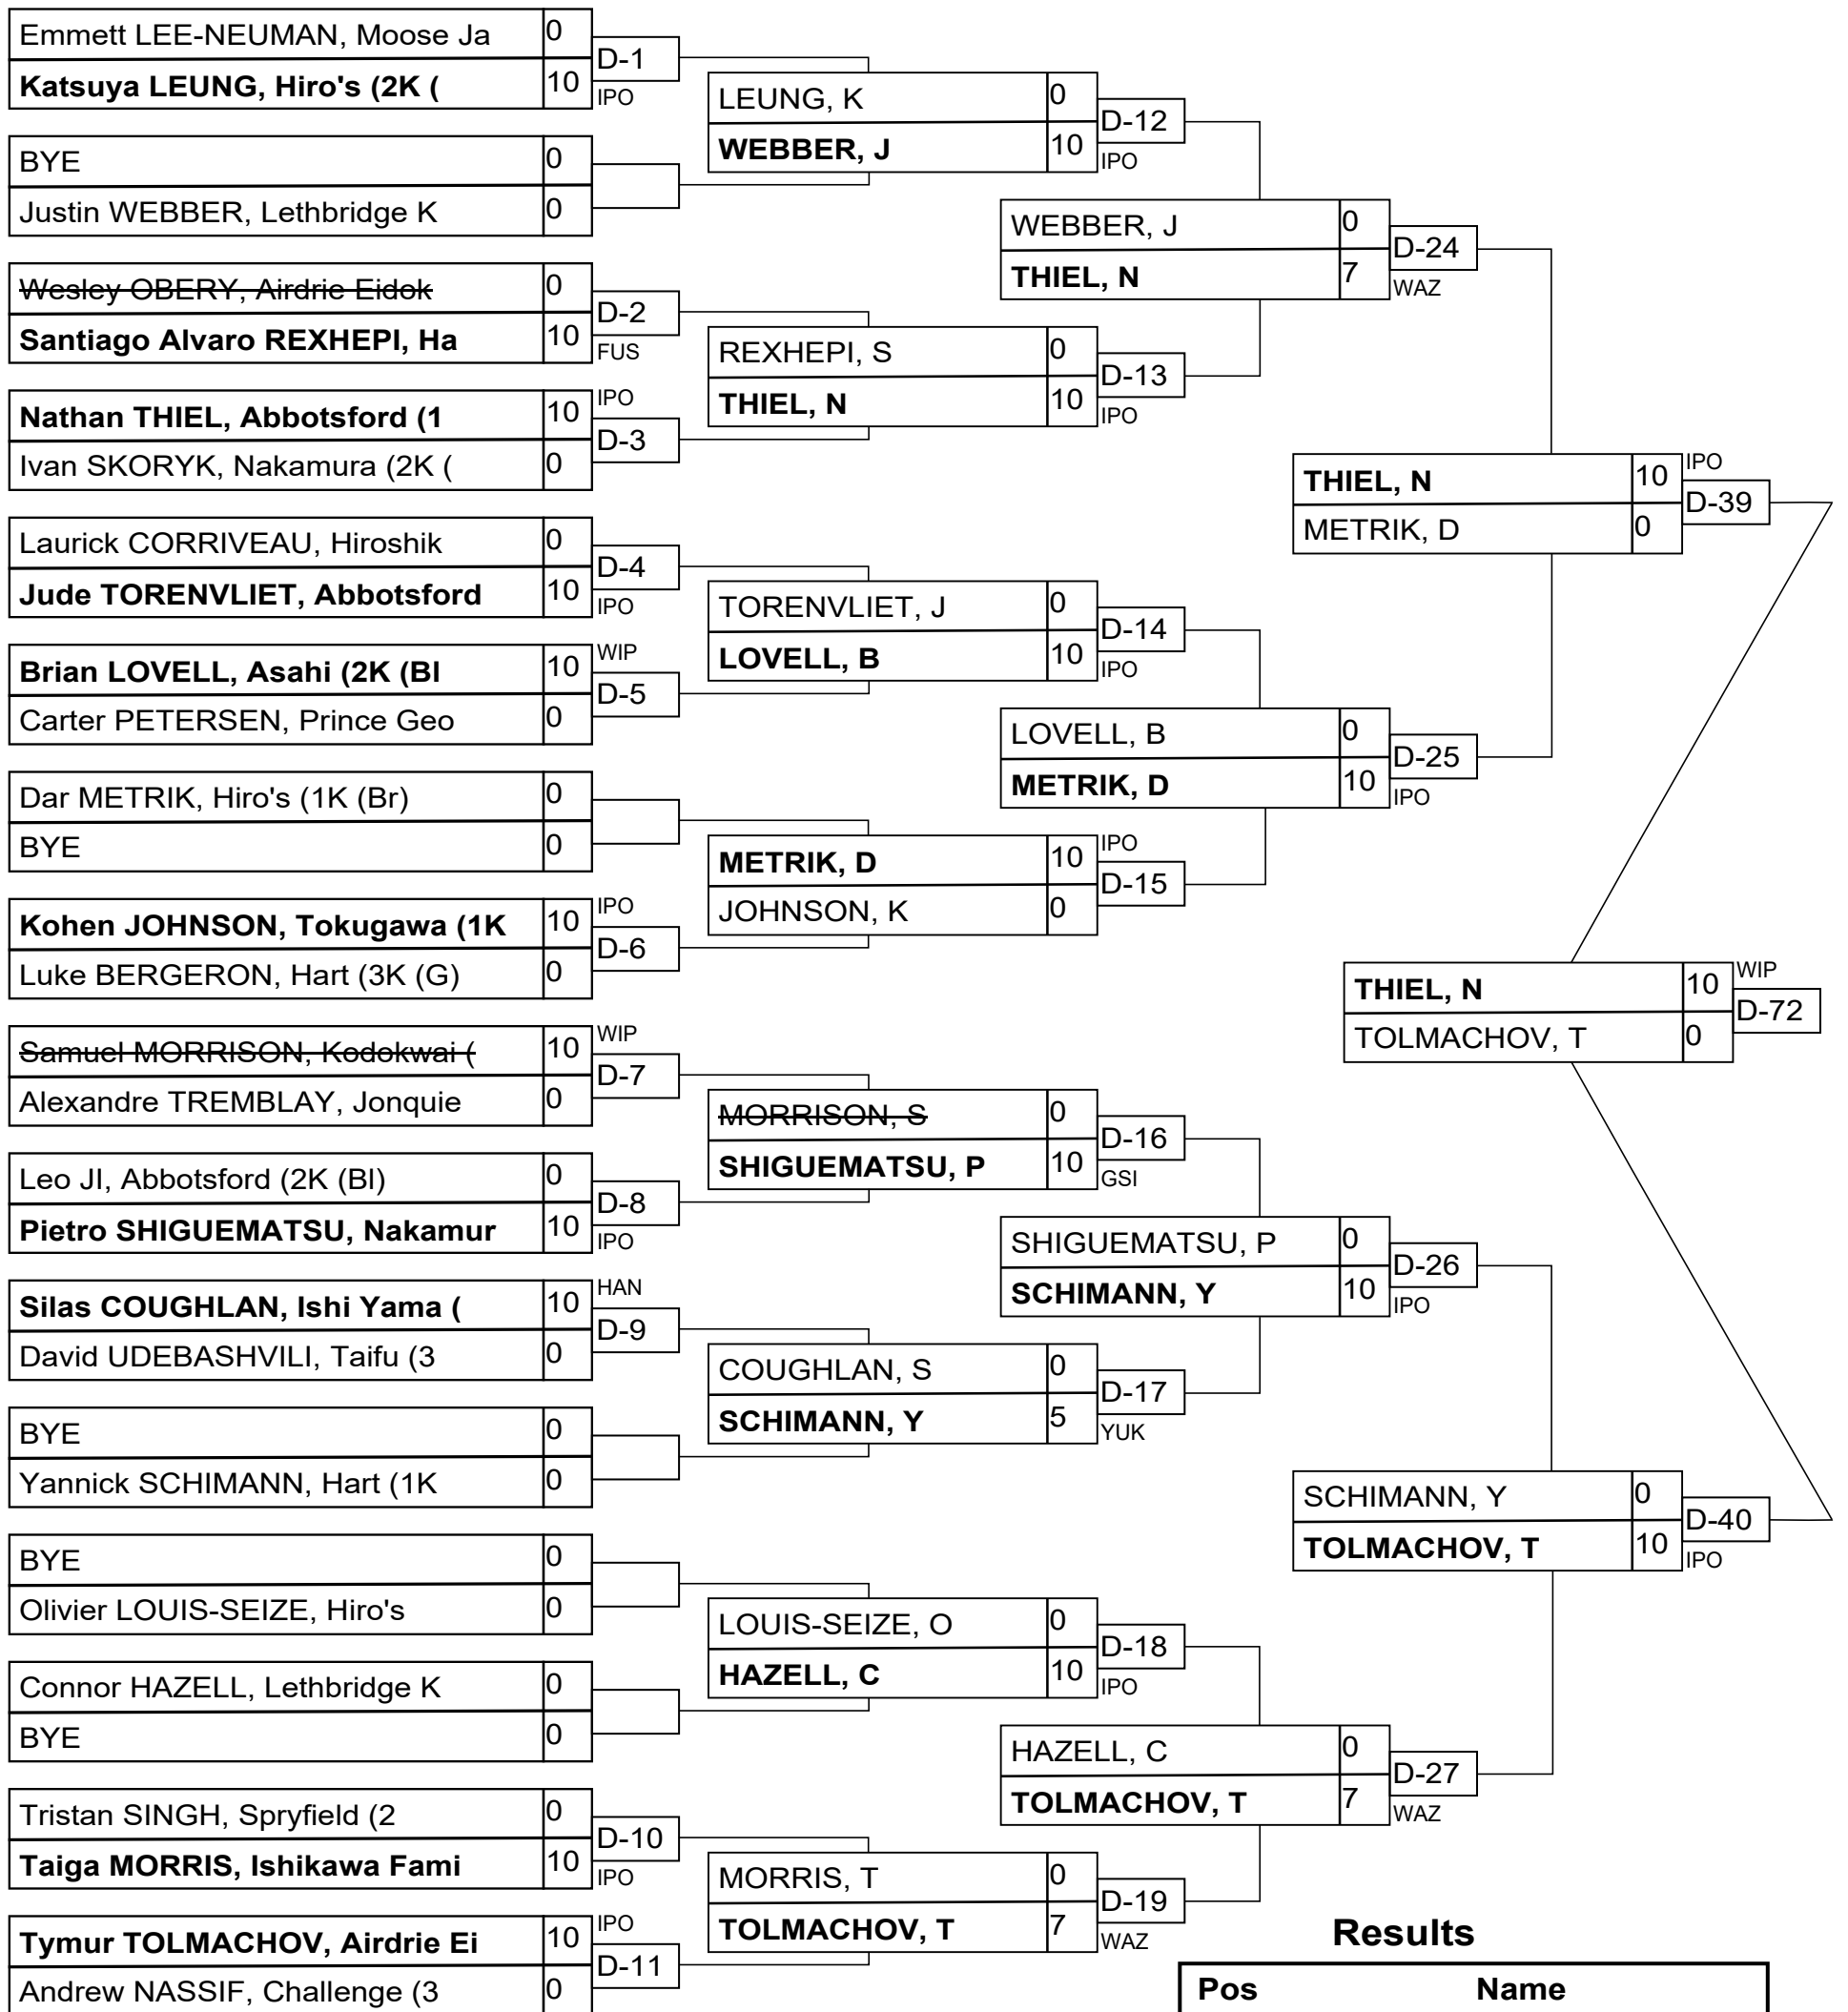 Emmett LEE-NEUMAN, Moose Ja 0
D-1
Katsuya LEUNG, Hiro's (2K ( 10
IPO
BYE 0
Justin WEBBER, Lethbridge K 0
Wesley OBERY, Airdrie Eidok 0
D-2
Santiago Alvaro REXHEPI, Ha 10
FUS
Nathan THIEL, Abbotsford (1 10
IPO
D-3
Ivan SKORYK, Nakamura (2K ( 0
Laurick CORRIVEAU, Hiroshik 0
D-4
Jude TORENVLIET, Abbotsford 10
IPO
Brian LOVELL, Asahi (2K (Bl 10
WIP
D-5
Carter PETERSEN, Prince Geo 0
Dar METRIK, Hiro's (1K (Br) 0
BYE 0
Kohen JOHNSON, Tokugawa (1K 10
IPO
D-6
Luke BERGERON, Hart (3K (G) 0
Samuel MORRISON, Kodokwai ( 10
WIP
D-7
Alexandre TREMBLAY, Jonquie 0
Leo JI, Abbotsford (2K (Bl) 0
D-8
Pietro SHIGUEMATSU, Nakamur 10
IPO
Silas COUGHLAN, Ishi Yama ( 10
HAN
D-9
David UDEBASHVILI, Taifu (3 0
BYE 0
Yannick SCHIMANN, Hart (1K 0
BYE 0
Olivier LOUIS-SEIZE, Hiro's 0
Connor HAZELL, Lethbridge K 0
BYE 0
Tristan SINGH, Spryfield (2 0
D-10
Taiga MORRIS, Ishikawa Fami 10
IPO
Tymur TOLMACHOV, Airdrie Ei 10
IPO
D-11
Andrew NASSIF, Challenge (3 0
LEUNG, K 0
D-12
WEBBER, J 10
IPO
REXHEPI, S 0
D-13
THIEL, N 10
IPO
TORENVLIET, J 0
D-14
LOVELL, B 10
IPO
METRIK, D 10
IPO
D-15
JOHNSON, K 0
MORRISON, S 0
D-16
SHIGUEMATSU, P 10
GSI
COUGHLAN, S 0
D-17
SCHIMANN, Y 5
YUK
LOUIS-SEIZE, O 0
D-18
HAZELL, C 10
IPO
MORRIS, T 0
D-19
TOLMACHOV, T 7
WAZ
WEBBER, J 0
D-24
THIEL, N 7
WAZ
LOVELL, B 0
D-25
METRIK, D 10
IPO
SHIGUEMATSU, P 0
D-26
SCHIMANN, Y 10
IPO
HAZELL, C 0
D-27
TOLMACHOV, T 7
WAZ
THIEL, N 10
IPO
D-39
METRIK, D 0
SCHIMANN, Y 0
D-40
TOLMACHOV, T 10
IPO
THIEL, N 10
WIP
D-72
TOLMACHOV, T 0
Results
Pos Name